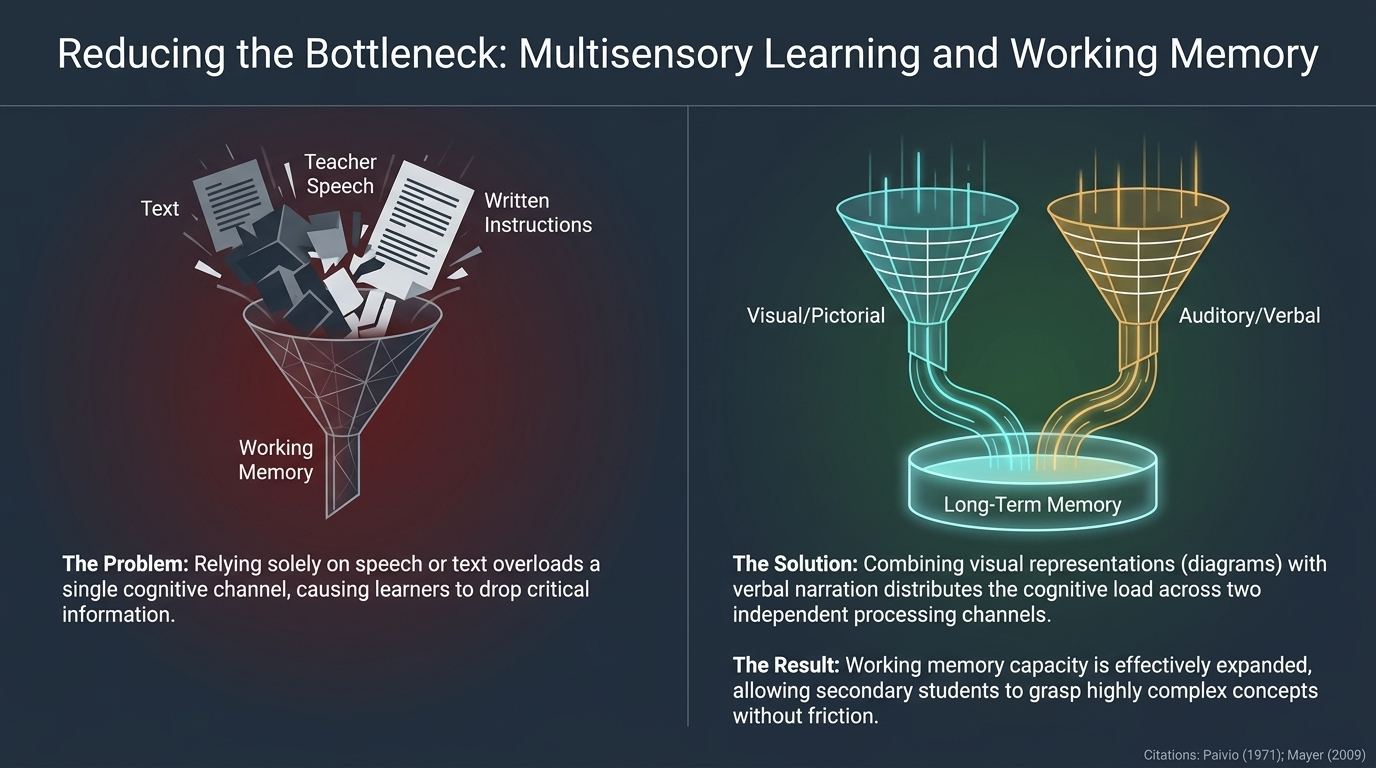 Reducing the Bottleneck: Multisensory Learning and Working Memory
Text
Teacher
Speech
Written
Instructions
Working
Memory
The Problem: Relying solely on speech or text overloads a
single cognitive channel, causing learners to drop critical
information.
Visual/Pictorial
Auditory/Verbal
Long-Term Memory
The Solution: Combining visual representations (diagrams) with
verbal narration distributes the cognitive load across two
independent processing channels.
The Result: Working memory capacity is effectively expanded,
allowing secondary students to grasp highly complex concepts
without friction.
Citations: Paivio (1971); Mayer (2009)